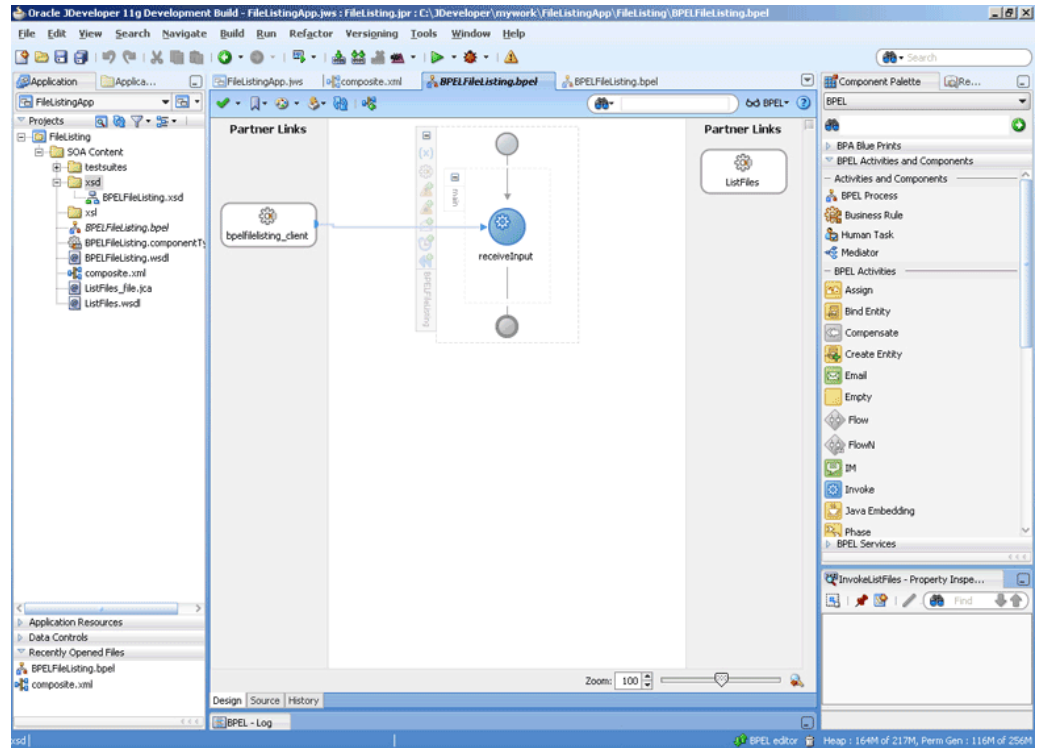 Oracle JDeveloper 11g Development Build - FileListingApp.jws : FileListing.jpr : C:\JDeveloper\mywork\FileListingApp\FileListing\BPELFileListing.bpel
File Edit View Search Navigate Build Run Refactor Versioning Tools Window Help
Search
Application
Applica...
FileListingApp
Projects
FileListing
SOA Content
testsuites
xsd
BPELFileListing.xsd
xsl
BPELFileListing.bpel
BPELFileListing.componentTy
BPELFileListing.wsdl
composite.xml
ListFiles_file.jca
ListFiles.wsdl
Application Resources
Data Controls
Recently Opened Files
BPELFileListing.bpel
composite.xml
FileListingApp.jws
composite.xml
BPELFileListing.bpel
BPELFileListing.bpel
BPEL
Partner Links
Partner Links
(x)
main
bpelfilelisting_client
receiveInput
BPELFileListing
ListFiles
Zoom: 100
Design Source History
BPEL - Log
Component Palette
Re...
BPEL
BPA Blue Prints
BPEL Activities and Components
Activities and Components
BPEL Process
Business Rule
Human Task
Mediator
BPEL Activities
Assign
Bind Entity
Compensate
Create Entity
Email
Empty
Flow
FlowN
IM
Invoke
Java Embedding
Phase
BPEL Services
InvokeListFiles - Property Inspe...
Find
xsd
BPEL editor
Heap : 164M of 217M, Perm Gen : 116M of 256M